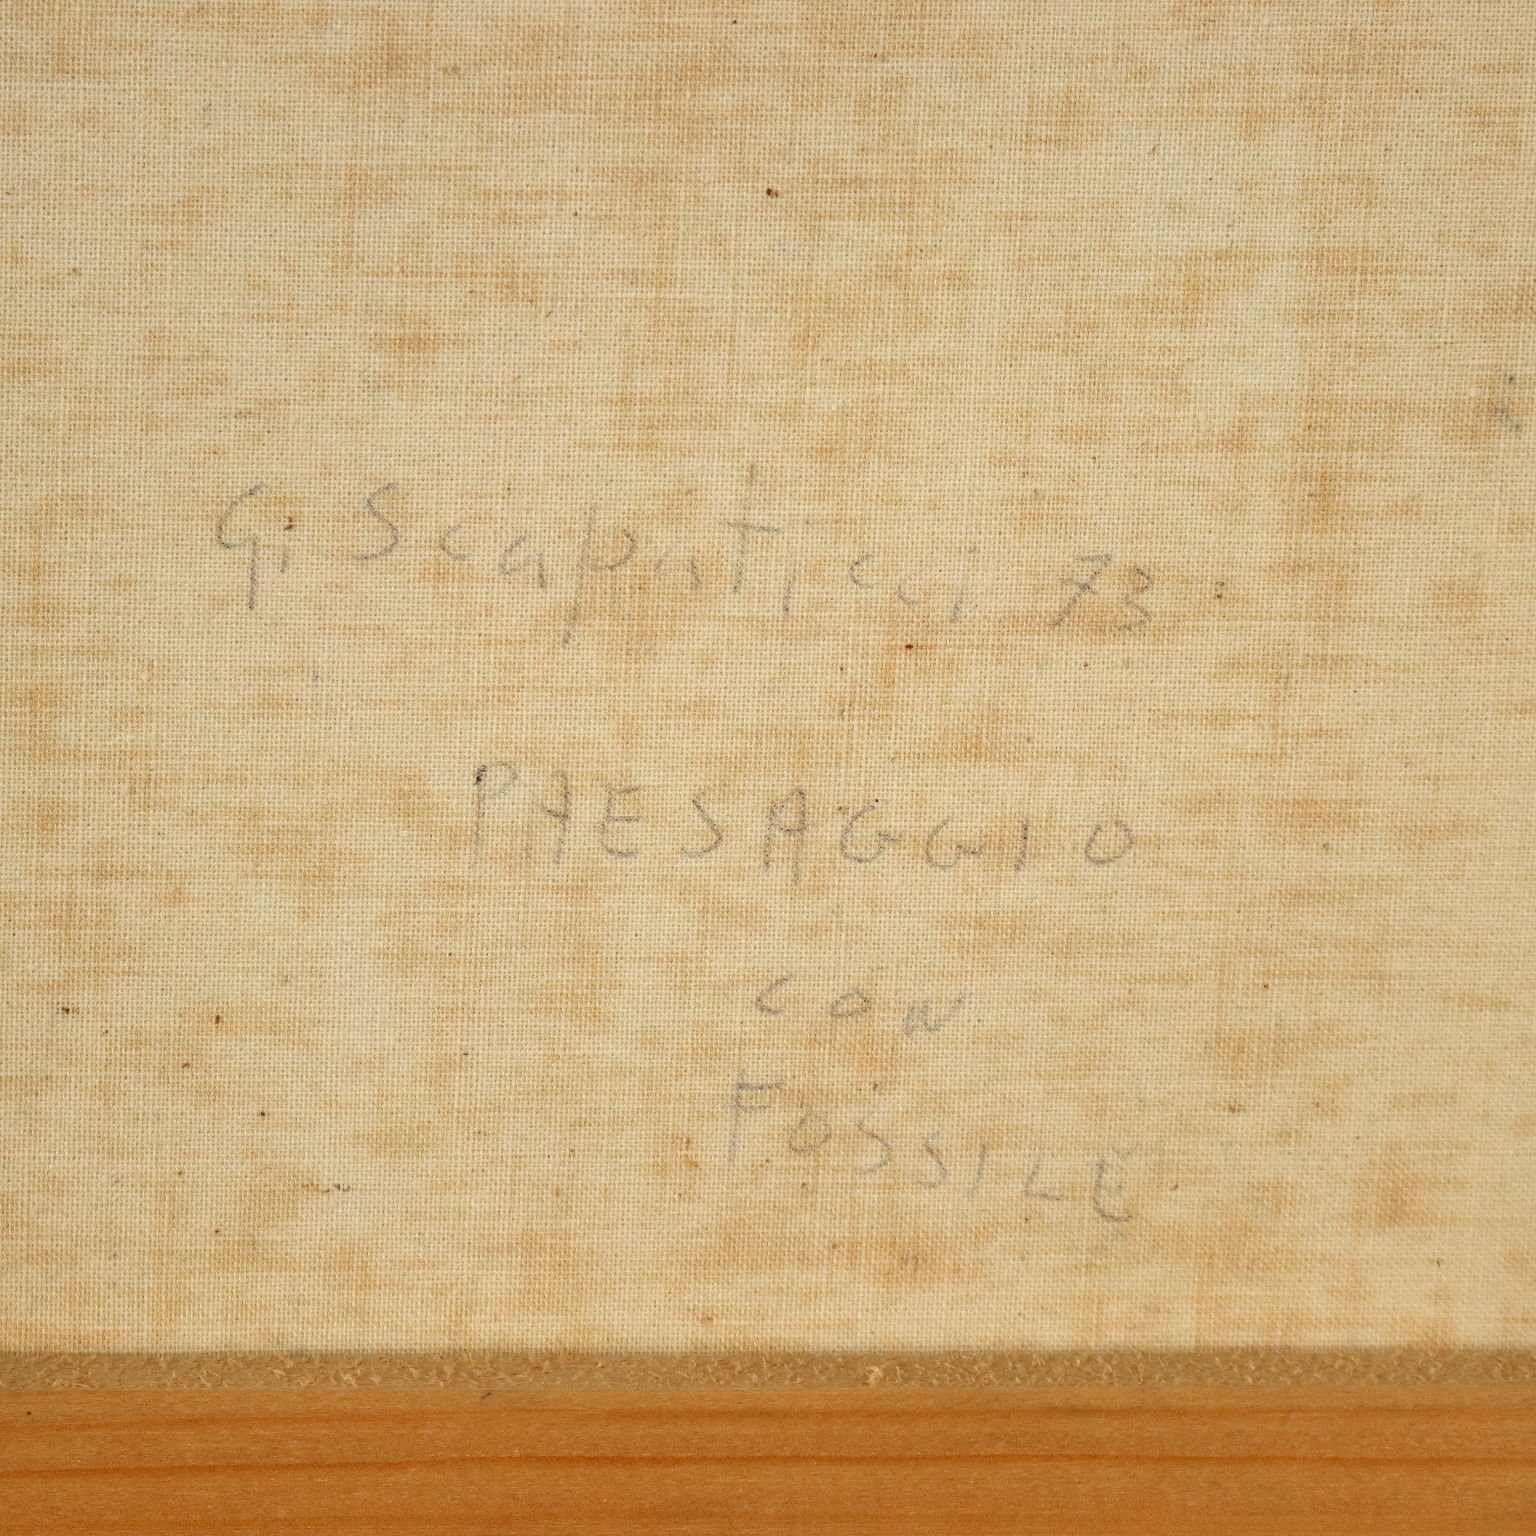 G. Scapaticci 73
PAESAGGIO
CON
FOSSILE